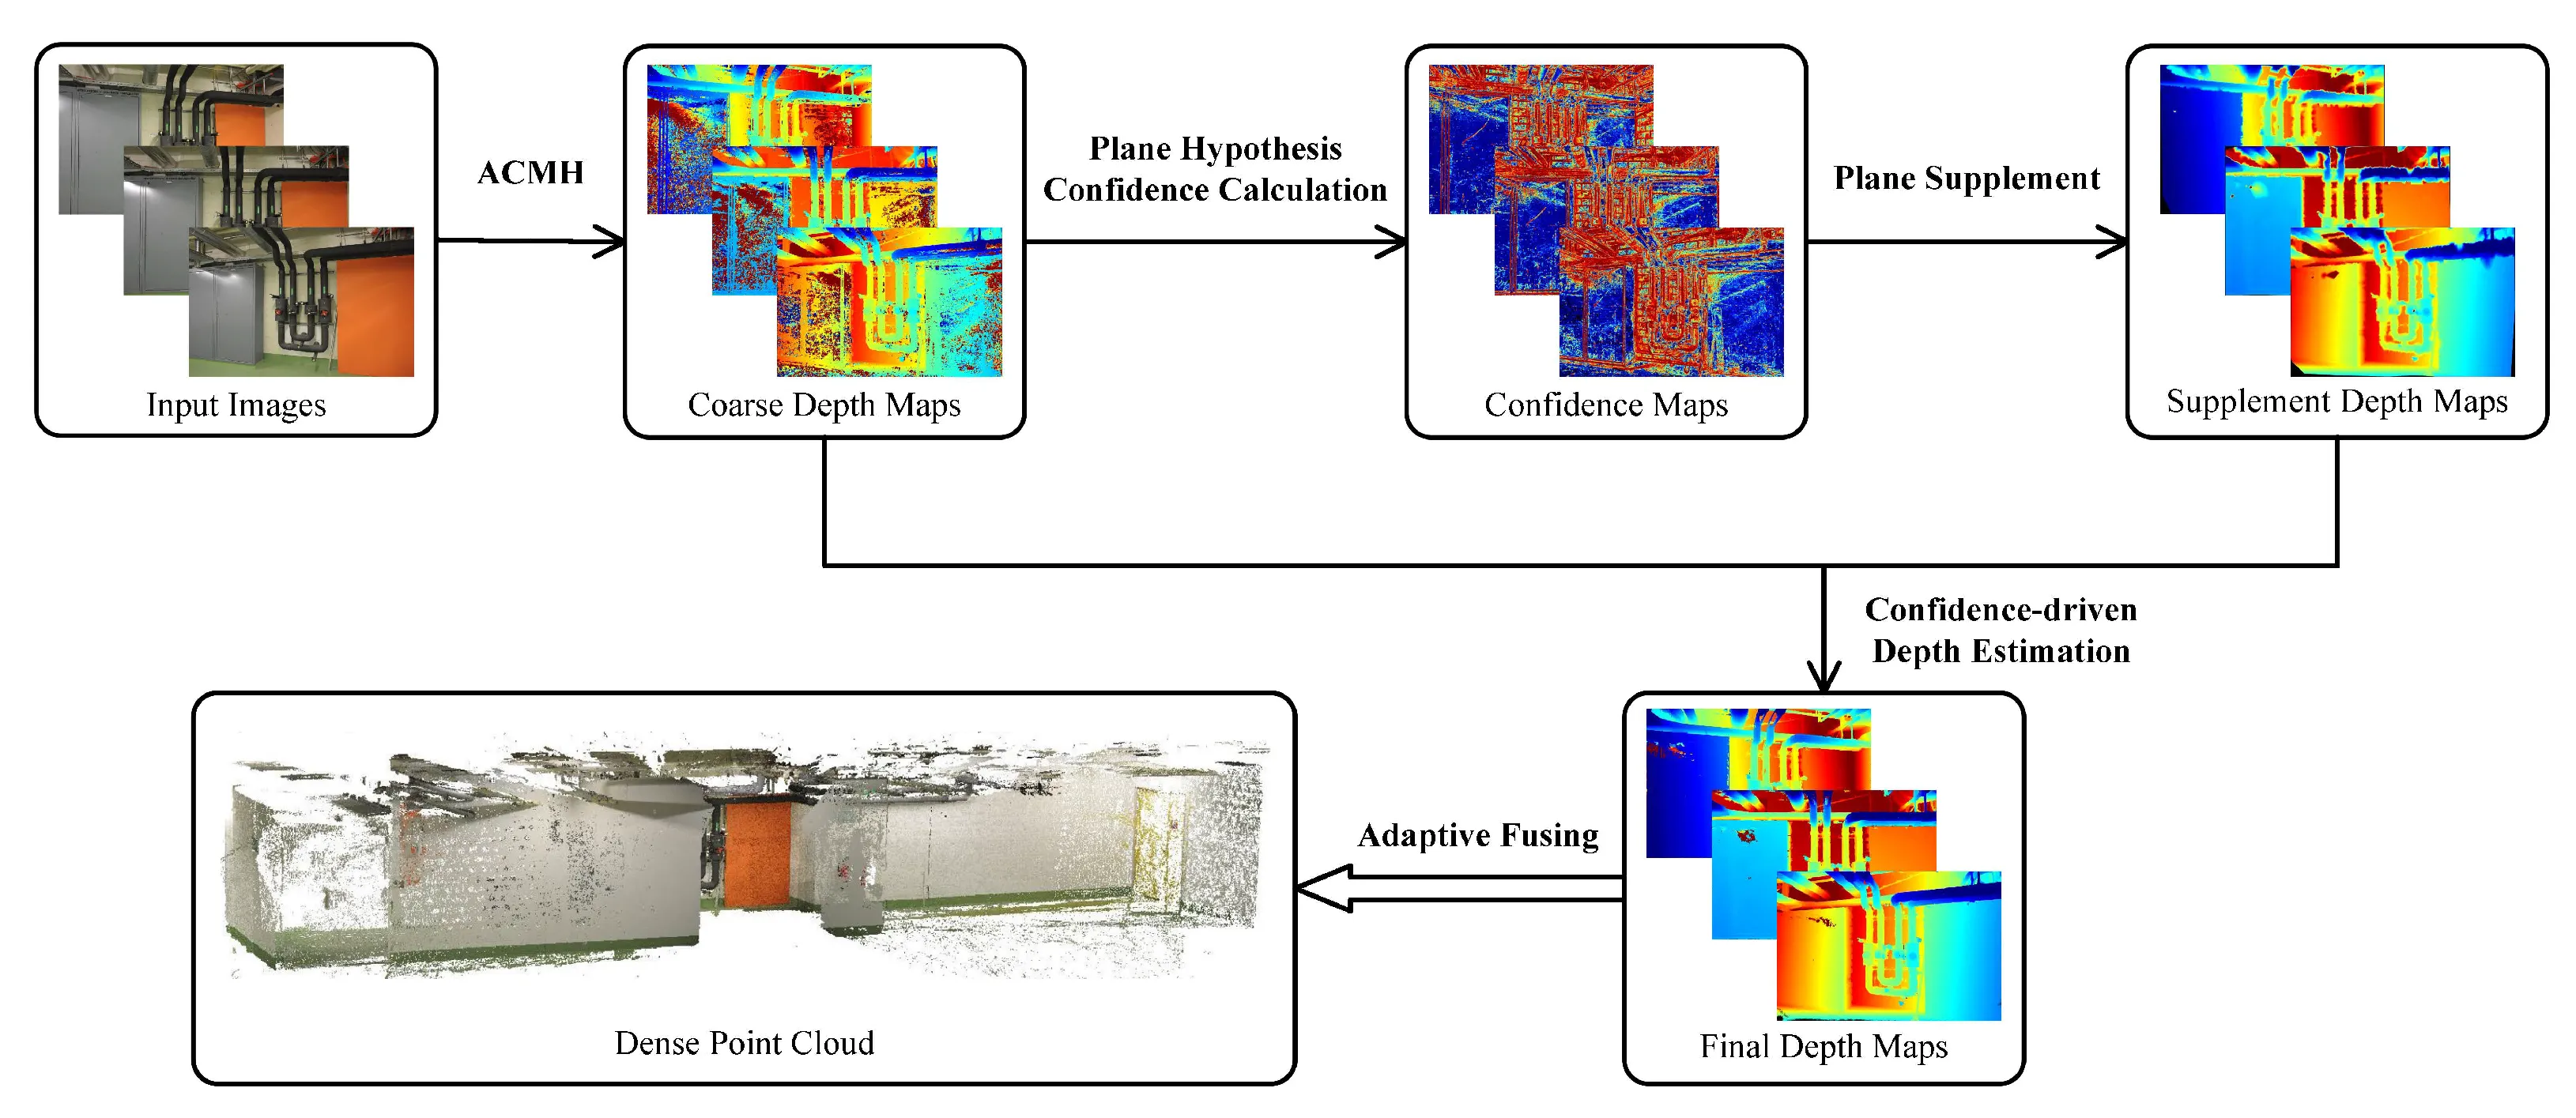 ACMH
Plane Hypothesis
Confidence Calculation
Plane Supplement
Input Images
Coarse Depth Maps
Confidence Maps
Supplement Depth Maps
Confidence-driven
Depth Estimation
Adaptive Fusing
Dense Point Cloud
Final Depth Maps